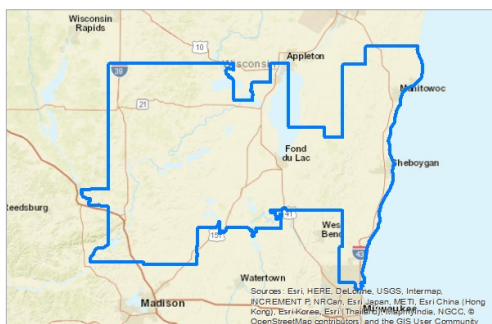 Wisconsin
Rapids
10
Wisconsin
Appleton
39
21
Manitowoc
Fond
du Lac
Sheboygan
Reedsburg
41
West
Bend
151
43
Watertown
Madison
Milwaukee
Sources: Esri, HERE, DeLorme, USGS, Intermap,
INCREMENT P, NRCan, Esri Japan, METI, Esri China (Hong
Kong), Esri Korea, Esri (Thailand), MapmyIndia, NGCC, ©
OpenStreetMap contributors, and the GIS User Community